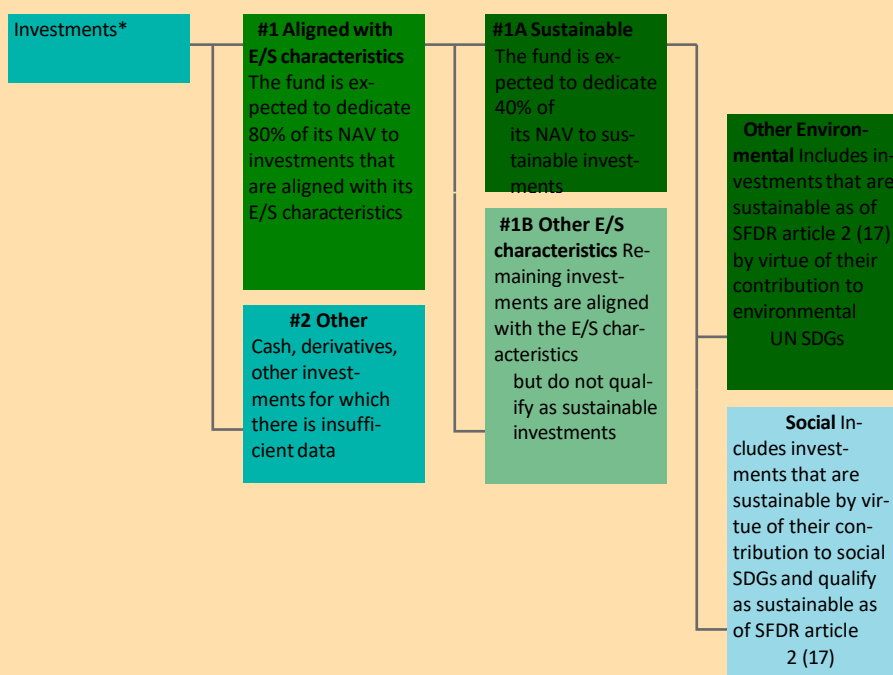 Investments*
#1 Aligned with
E/S characteristics
The fund is ex-
pected to dedicate
80% of its NAV to
investments that
are aligned with its
E/S characteristics
#2 Other
Cash, derivatives,
other invest-
ments for which
there is insuffi-
cient data
#1A Sustainable
The fund is ex-
pected to dedicate
40% of
its NAV to sus-
tainable invest-
ments
#1B Other E/S
characteristics Re-
maining invest-
ments are aligned
with the E/S char-
acteristics
but do not qual-
ify as sustainable
investments
Other Environ-
mental Includes in-
vestments that are
sustainable as of
SFDR article 2 (17)
by virtue of their
contribution to
environmental
UN SDGs
Social In-
cludes invest-
ments that are
sustainable by vir-
tue of their con-
tribution to social
SDGs and qualify
as sustainable as
of SFDR article
2 (17)